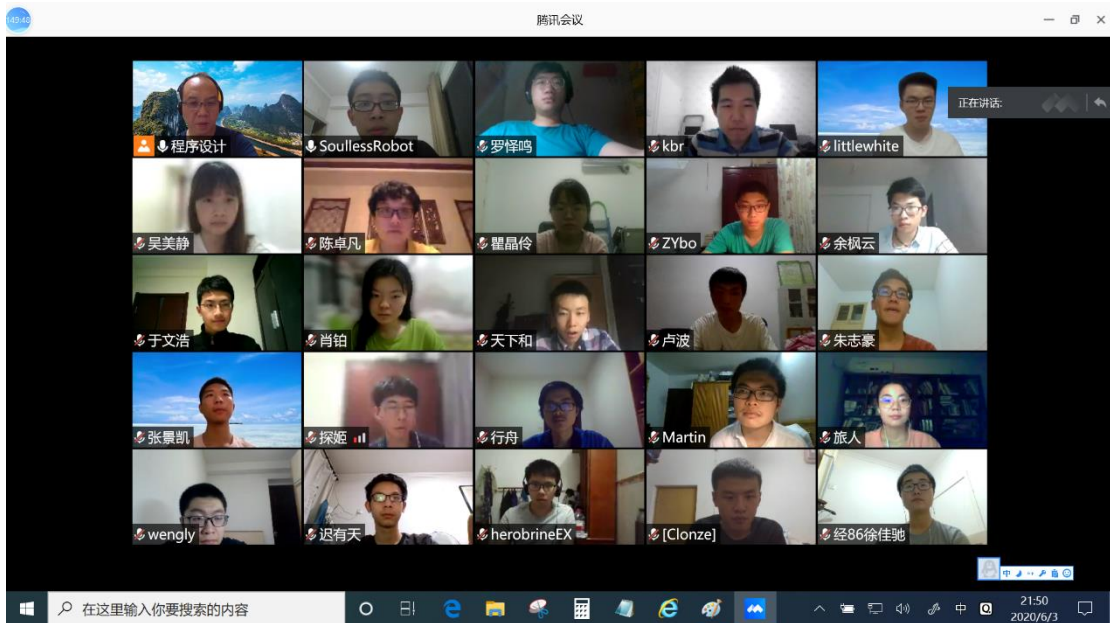 149:40
腾讯会议
正在讲话:
程序设计
SoullessRobot
罗怿鸣
kbr
littlewhite
吴美静
陈卓凡
瞿晶伶
ZYbo
余枫云
于文浩
肖铂
天下和
卢波
朱志豪
张景凯
探姬
行舟
Martin
旅人
wengly
迟有天
herobrineEX
[Clonze]
经86徐佳驰
中
在这里输入你要搜索的内容
中
21:50
2020/6/3